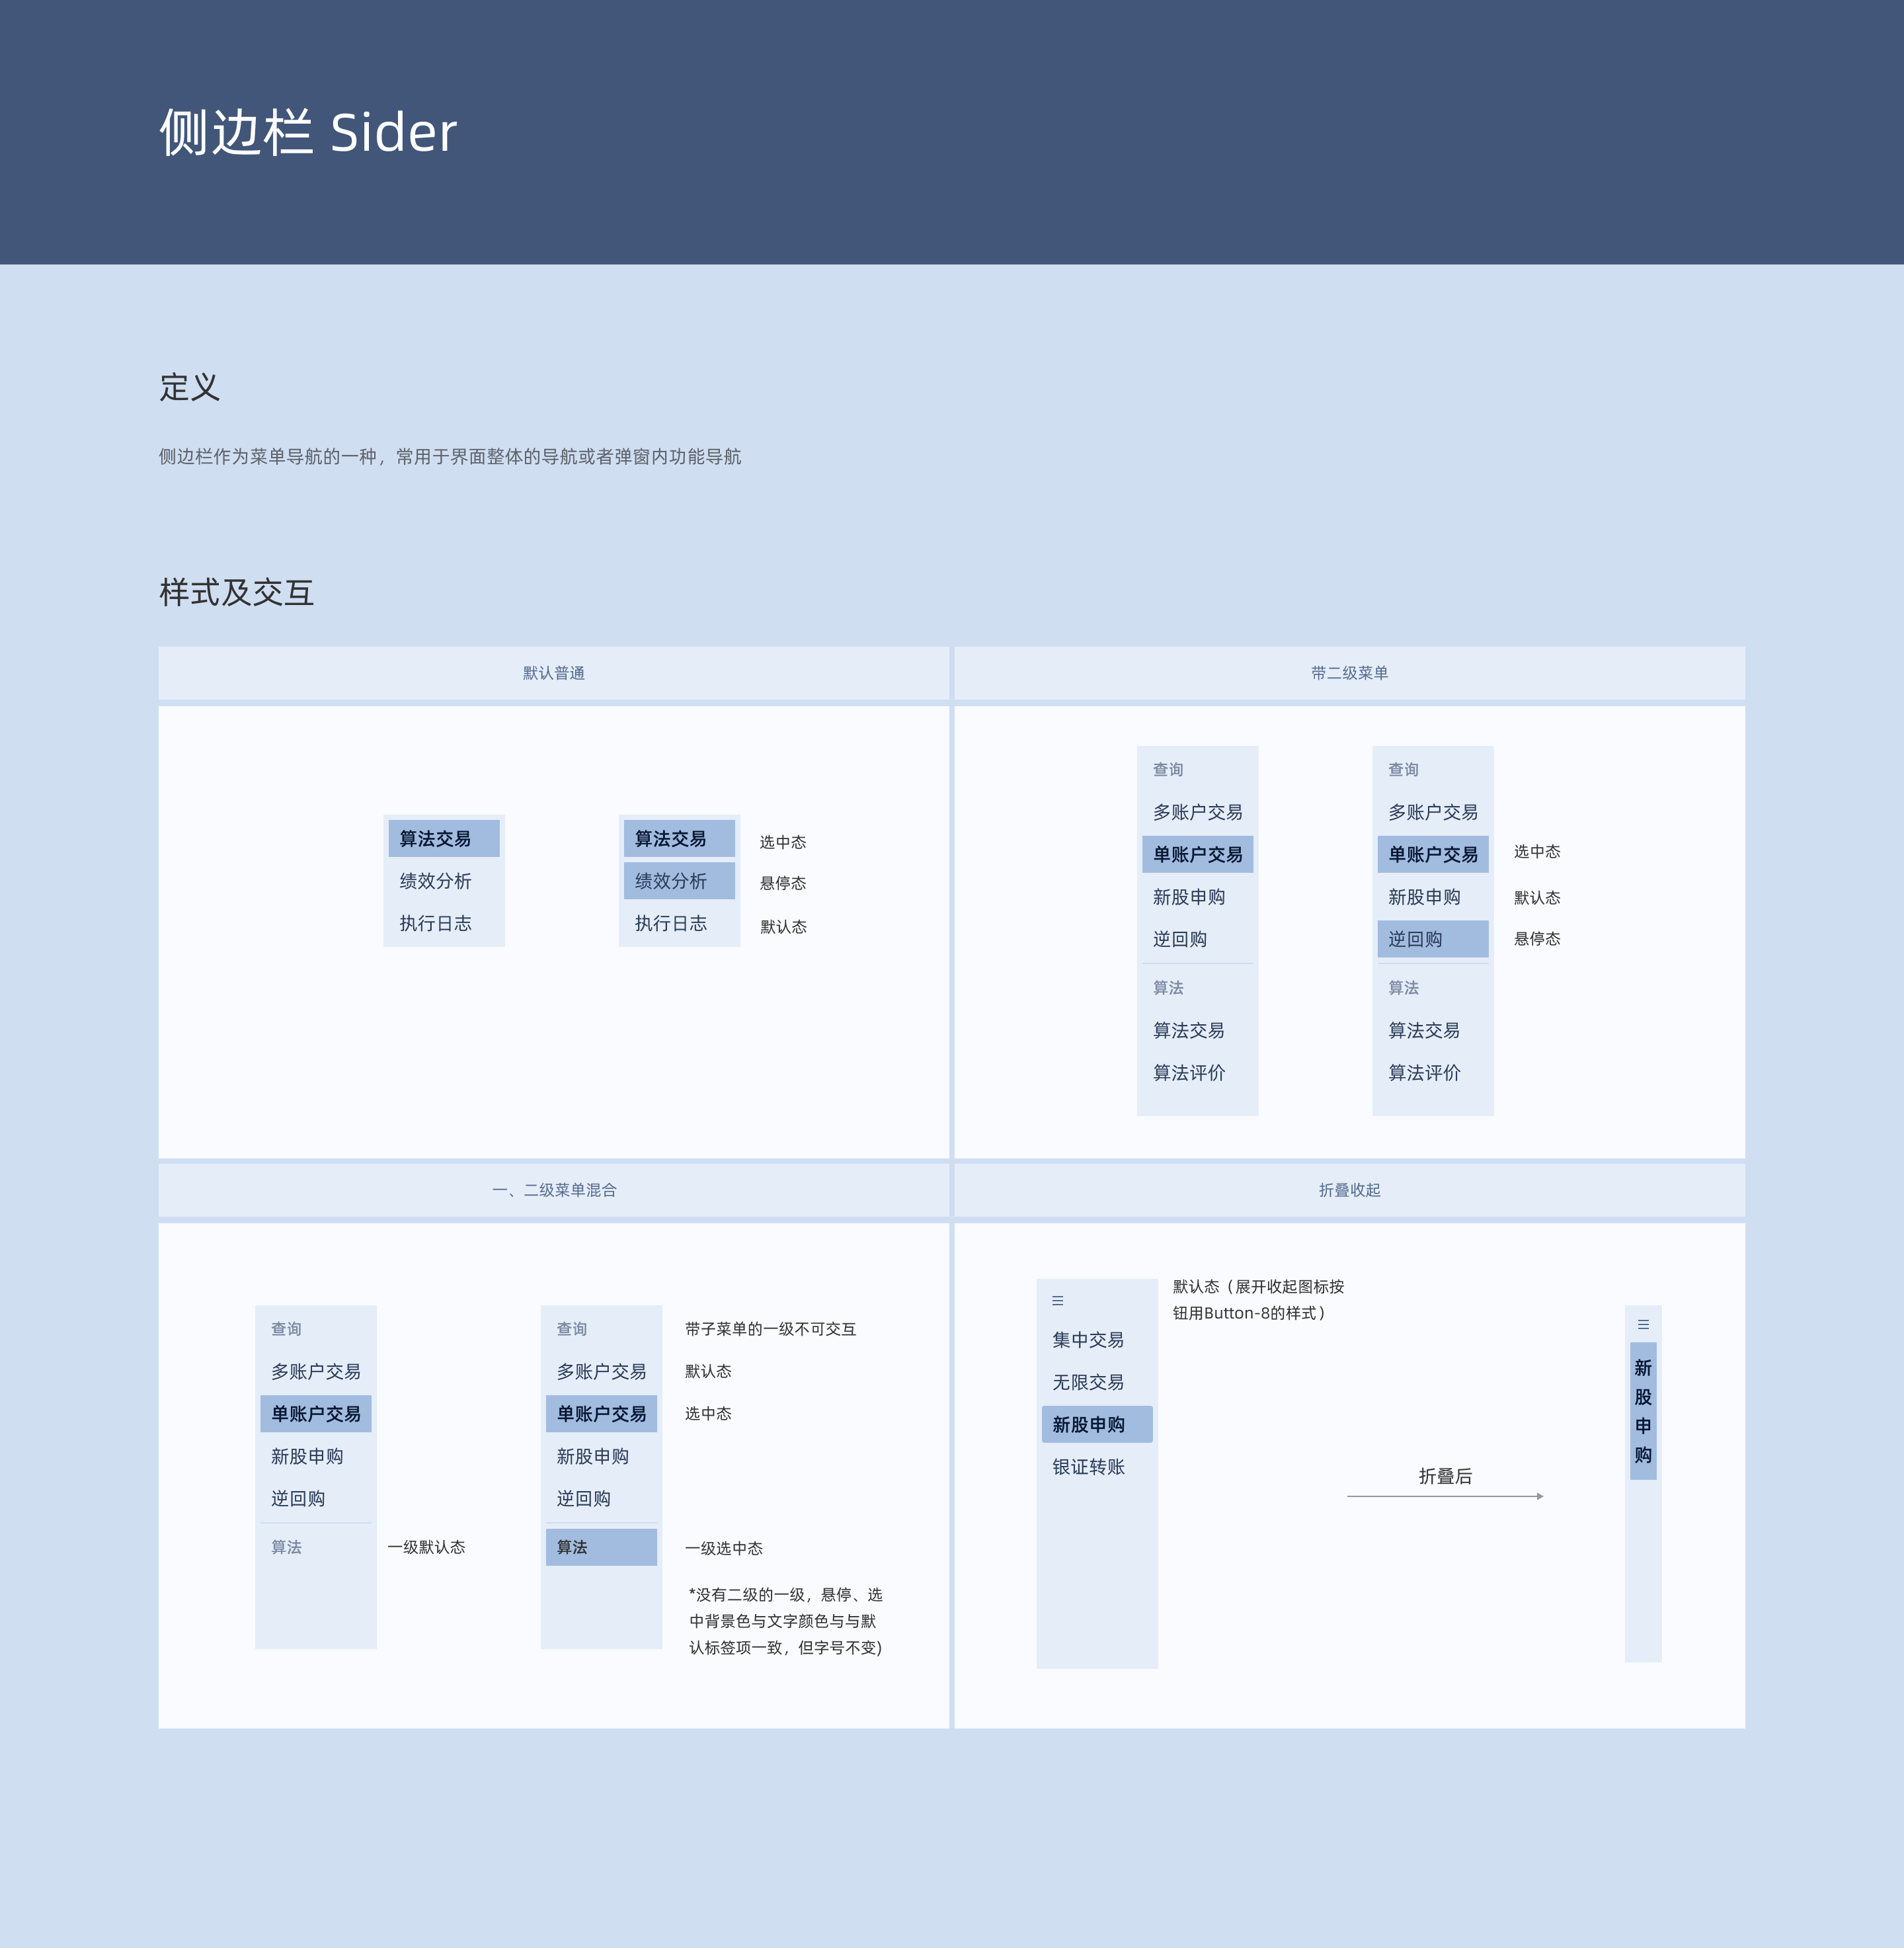 侧边栏 Sider
定义
侧边栏作为菜单导航的一种，常用于界面整体的导航或者弹窗内功能导航
样式及交互
默认普通
算法交易
绩效分析
执行日志
算法交易
绩效分析
执行日志
选中态
悬停态
默认态
带二级菜单
查询
多账户交易
单账户交易
新股申购
逆回购
算法
算法交易
算法评价
查询
多账户交易
单账户交易
新股申购
逆回购
算法
算法交易
算法评价
选中态
默认态
悬停态
一、二级菜单混合
查询
多账户交易
单账户交易
新股申购
逆回购
算法
一级默认态
查询
多账户交易
单账户交易
新股申购
逆回购
算法
带子菜单的一级不可交互
默认态
选中态
一级选中态
*没有二级的一级，悬停、选
中背景色与文字颜色与与默
认标签项一致，但字号不变)
折叠收起
集中交易
无限交易
新股申购
银证转账
默认态（展开收起图标按
钮用Button-8的样式）
折叠后
新
股
申
购